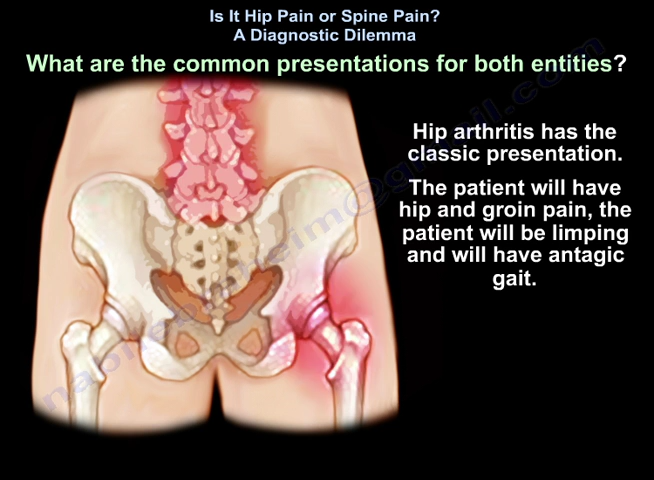 Is It Hip Pain or Spine Pain?
A Diagnostic Dilemma
What are the common presentations for both entities?
Hip arthritis has the
classic presentation.
The patient will have
hip and groin pain, the
patient will be limping
and will have antagic
gait.